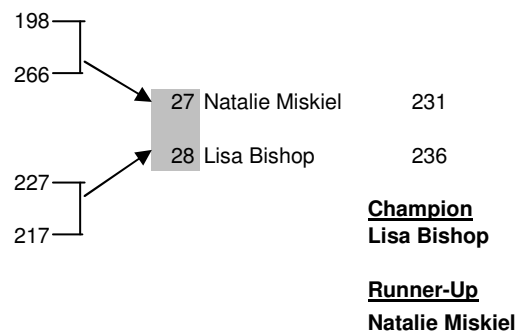 198
266
27 Natalie Miskiel 231
28 Lisa Bishop 236
227
217
Champion
Lisa Bishop
Runner-Up
Natalie Miskiel